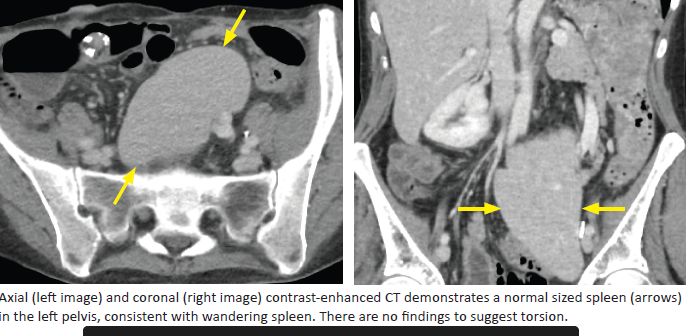 Axial (left image) and coronal (right image) contrast-enhanced CT demonstrates a normal sized spleen (arrows)
in the left pelvis, consistent with wandering spleen. There are no findings to suggest torsion.